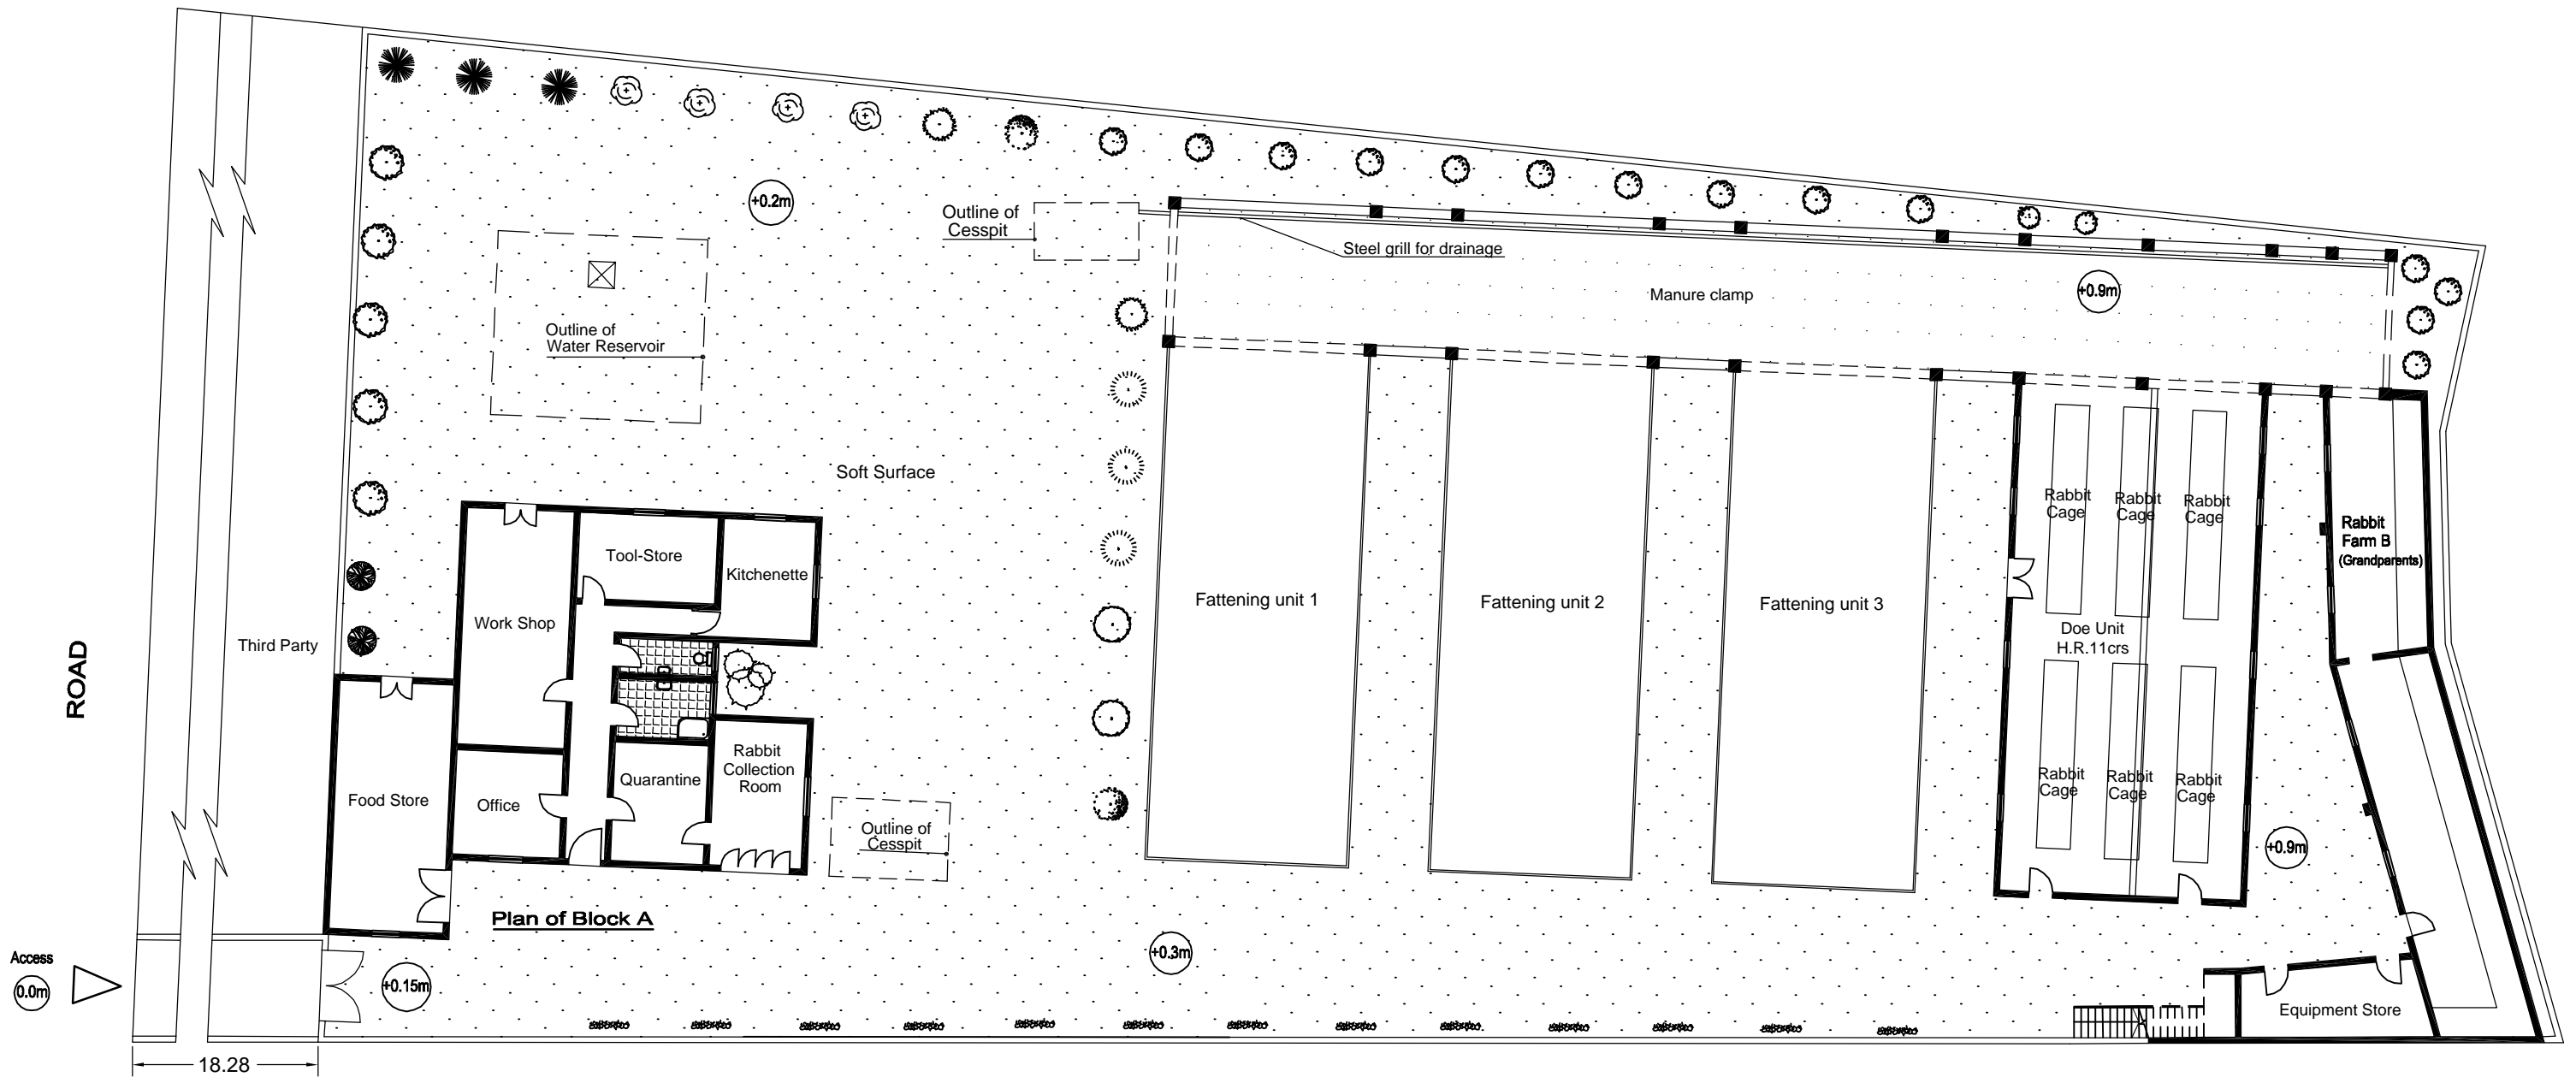 +0.2m
Outline of
Cesspit
Steel grill for drainage
Manure clamp
+0.9m
Outline of
Water Reservoir
Soft Surface
Rabbit
Cage
Rabbit
Cage
Rabbit
Cage
Rabbit
Farm B
(Grandparents)
Tool-Store
Kitchenette
Work Shop
Fattening unit 1
Fattening unit 2
Fattening unit 3
Doe Unit
H.R.11crs
ROAD
Third Party
Rabbit
Collection
Room
Quarantine
Food Store
Office
Outline of
Cesspit
Rabbit
Cage
Rabbit
Cage
Rabbit
Cage
+0.9m
Plan of Block A
Access
0.0m
+0.15m
+0.3m
Equipment Store
18.28